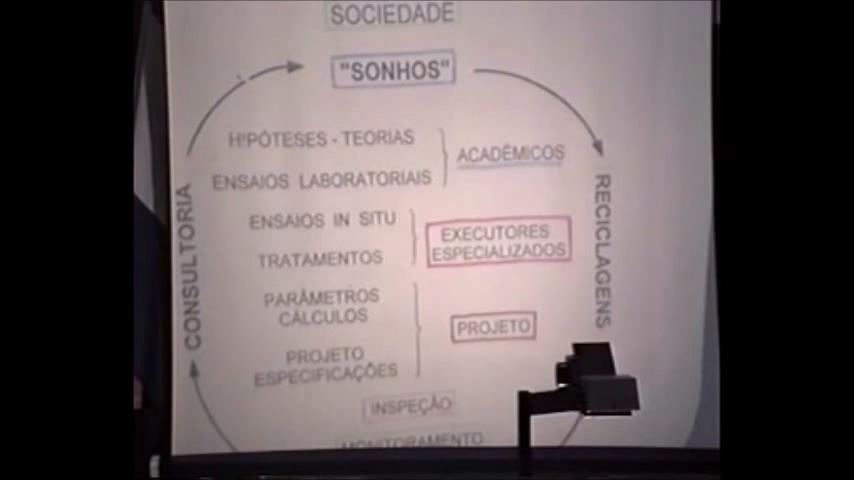 SOCIEDADE
"SONHOS"
HIPÓTESES - TEORIAS
ACADÊMICOS
ENSAIOS LABORATORIAIS
ENSAIOS IN SITU
EXECUTORES
ESPECIALIZADOS
TRATAMENTOS
PARÂMETROS
CÁLCULOS
PROJETO
PROJETO
ESPECIFICAÇÕES
INSPEÇÃO
MONITORAMENTO
CONSULTORIA
RECICLAGENS